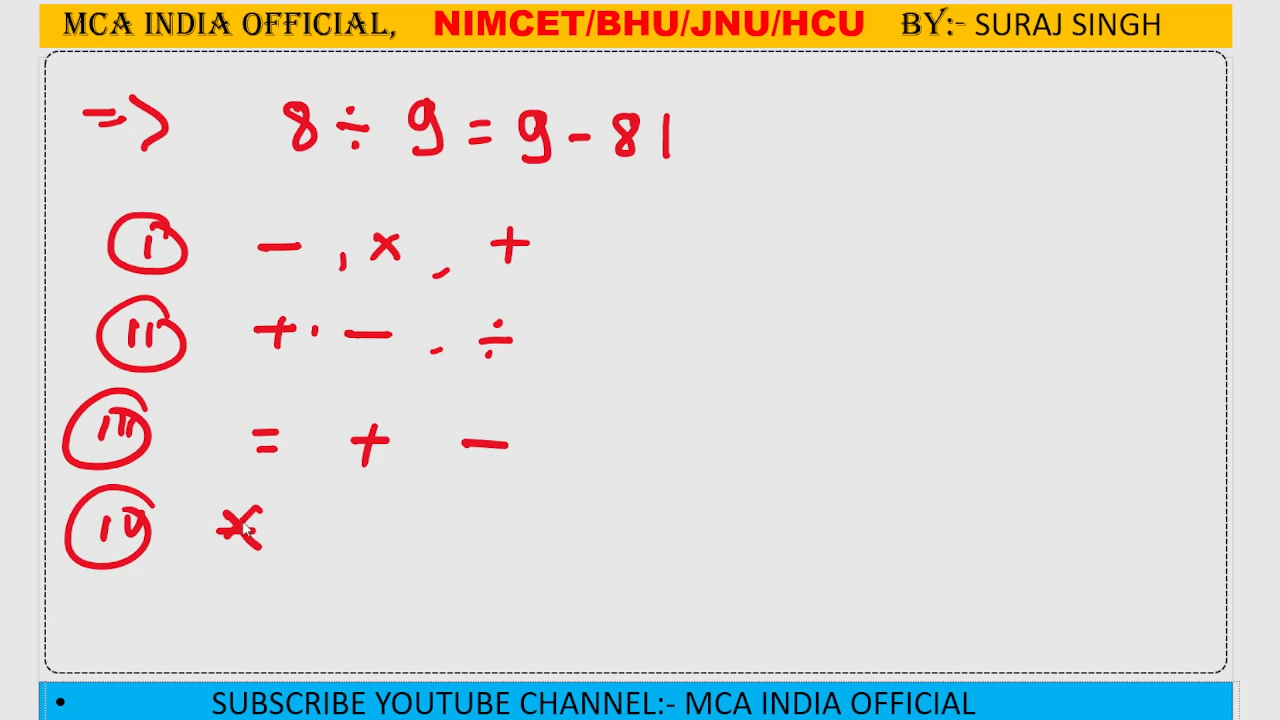 MCA INDIA OFFICIAL, NIMCET/BHU/JNU/HCU BY:- SURAJ SINGH
=> 8 ÷ 9 = 9 - 81
i - , × , +
ii + , - , ÷
iii = + -
iv ×
• SUBSCRIBE YOUTUBE CHANNEL:- MCA INDIA OFFICIAL